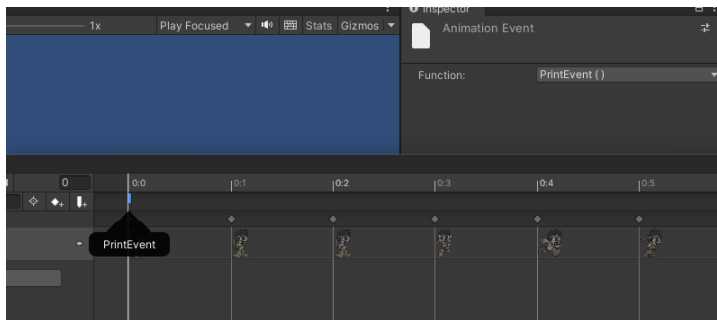 Inspector
1x Play Focused Stats Gizmos
Animation Event
Function: PrintEvent ( )
0 0:0 0:1 0:2 0:3 0:4 0:5
PrintEvent